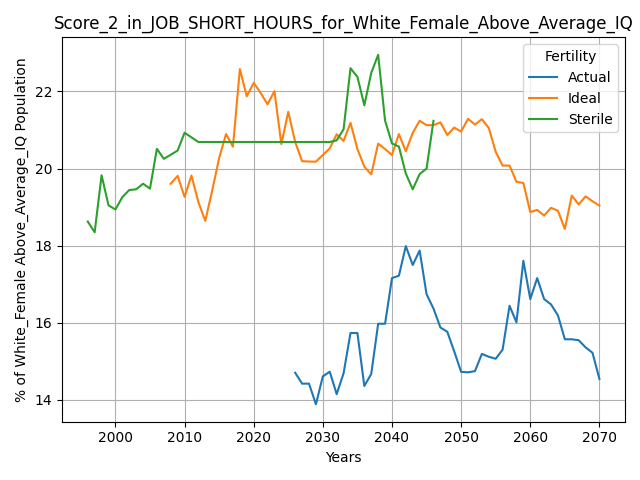 Score_2_in_JOB_SHORT_HOURS_for_White_Female_Above_Average_IQ
% of White_Female Above_Average_IQ Population
22
20
18
16
14
Fertility
Actual
Ideal
Sterile
2000 2010 2020 2030 2040 2050 2060 2070
Years